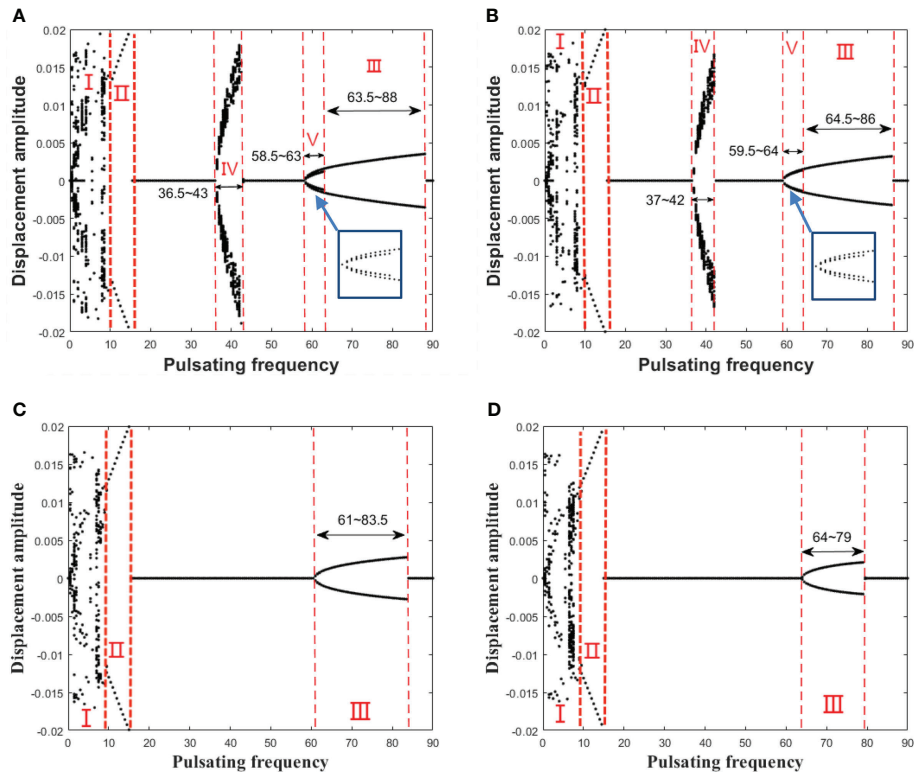 A
Displacement amplitude
0.02
0.015
0.01
0.005
0
-0.005
-0.01
-0.015
-0.02
I
II
IV
V
III
36.5~43
58.5~63
63.5~88
0 10 20 30 40 50 60 70 80 90
Pulsating frequency
B
Displacement amplitude
0.02
0.015
0.01
0.005
0
-0.005
-0.01
-0.015
-0.02
I
II
IV
V
III
37~42
59.5~64
64.5~86
0 10 20 30 40 50 60 70 80 90
Pulsating frequency
C
Displacement amplitude
0.02
0.015
0.01
0.005
0
-0.005
-0.01
-0.015
-0.02
61~83.5
I
II
III
0 10 20 30 40 50 60 70 80 90
Pulsating frequency
D
Displacement amplitude
0.02
0.015
0.01
0.005
0
-0.005
-0.01
-0.015
-0.02
64~79
I
II
III
0 10 20 30 40 50 60 70 80 90
Pulsating frequency